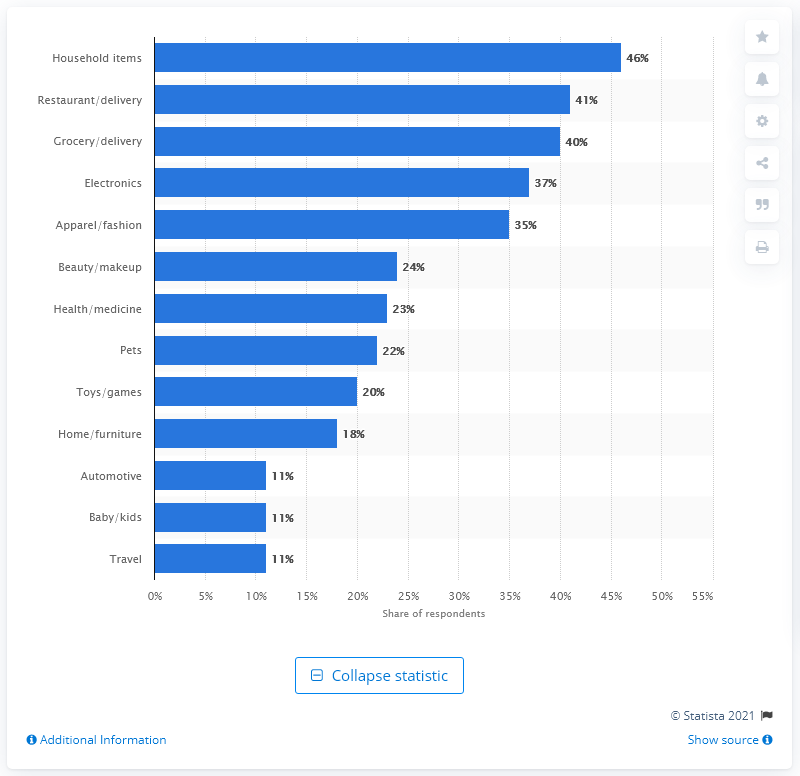 Household items 46%
Restaurant/delivery 41%
Grocery/delivery 40%
Electronics 37%
Apparel/fashion 35%
Beauty/makeup 24%
Health/medicine 23%
Pets 22%
Toys/games 20%
Home/furniture 18%
Automotive 11%
Baby/kids 11%
Travel 11%
0% 5% 10% 15% 20% 25% 30% 35% 40% 45% 50% 55%
Share of respondents
Collapse statistic
© Statista 2021
Additional Information Show source